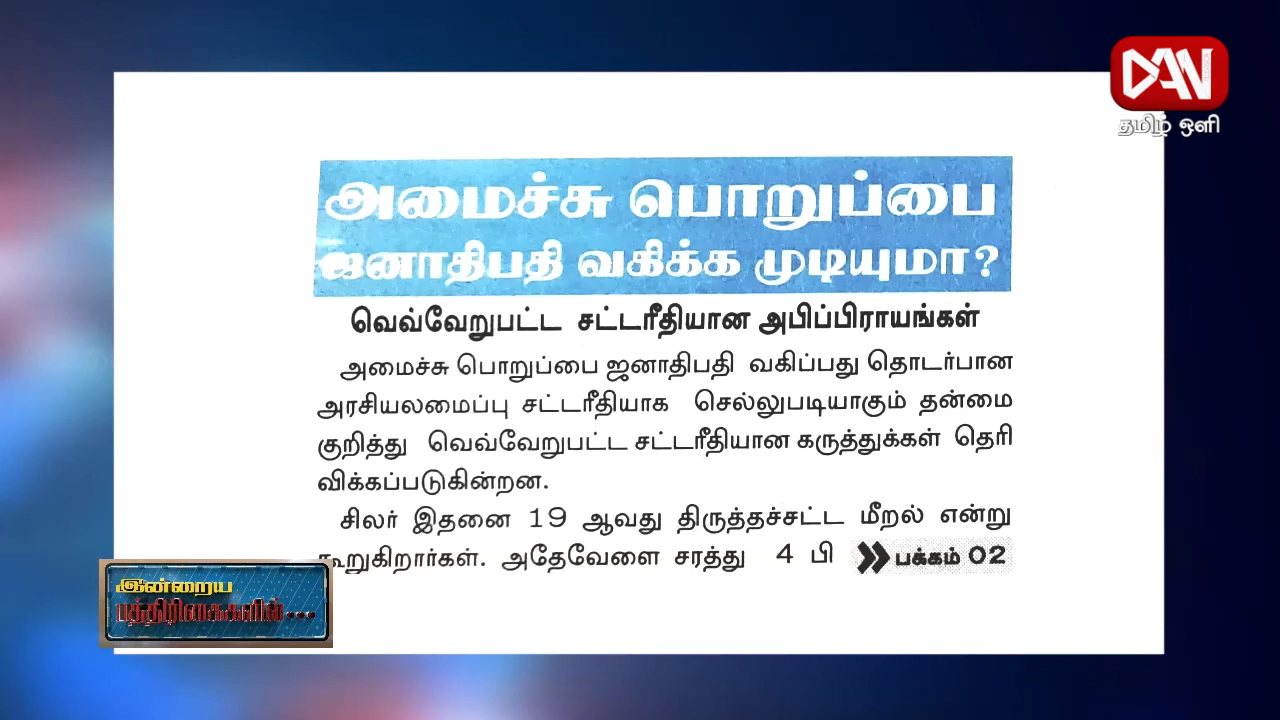 DAN
தமிழ் ஒளி
அமைச்சு பொறுப்பை
ஜனாதிபதி வகிக்க முடியுமா?
வெவ்வேறுபட்ட சட்டரீதியான அபிப்பிராயங்கள்
அமைச்சு பொறுப்பை ஜனாதிபதி வகிப்பது தொடர்பான
அரசியலமைப்பு சட்டரீதியாக செல்லுபடியாகும் தன்மை
குறித்து வெவ்வேறுபட்ட சட்டரீதியான கருத்துக்கள் தெரி
விக்கப்படுகின்றன.
சிலர் இதனை 19 ஆவது திருத்தச்சட்ட மீறல் என்று
கூறுகிறார்கள். அதேவேளை சரத்து 4 பி பக்கம் 02
இன்றைய
பத்திரிகைகளில்...